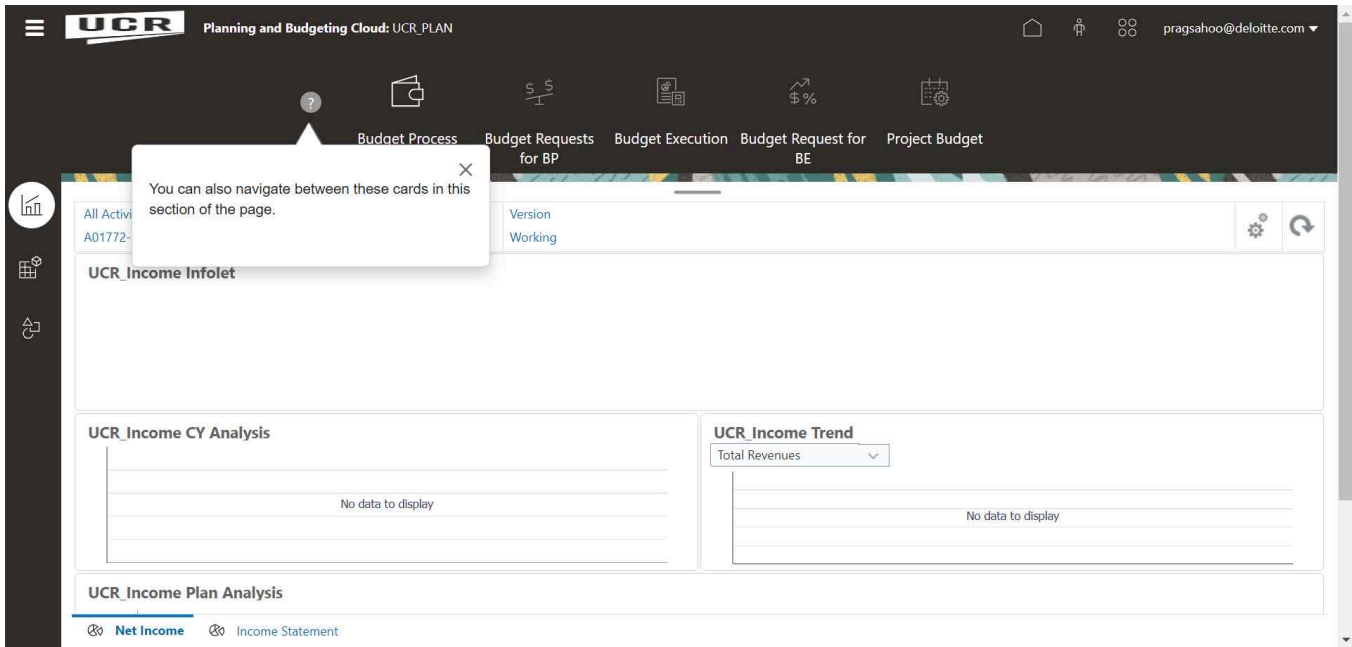 UCR
Planning and Budgeting Cloud: UCR_PLAN
pragsahoo@deloitte.com
?
Budget Process
Budget Requests
for BP
Budget Execution
Budget Request for
BE
Project Budget
You can also navigate between these cards in this
section of the page.
All Activi
A01772-
Version
Working
UCR_Income Infolet
UCR_Income CY Analysis
No data to display
UCR_Income Trend
Total Revenues
No data to display
UCR_Income Plan Analysis
Net Income
Income Statement